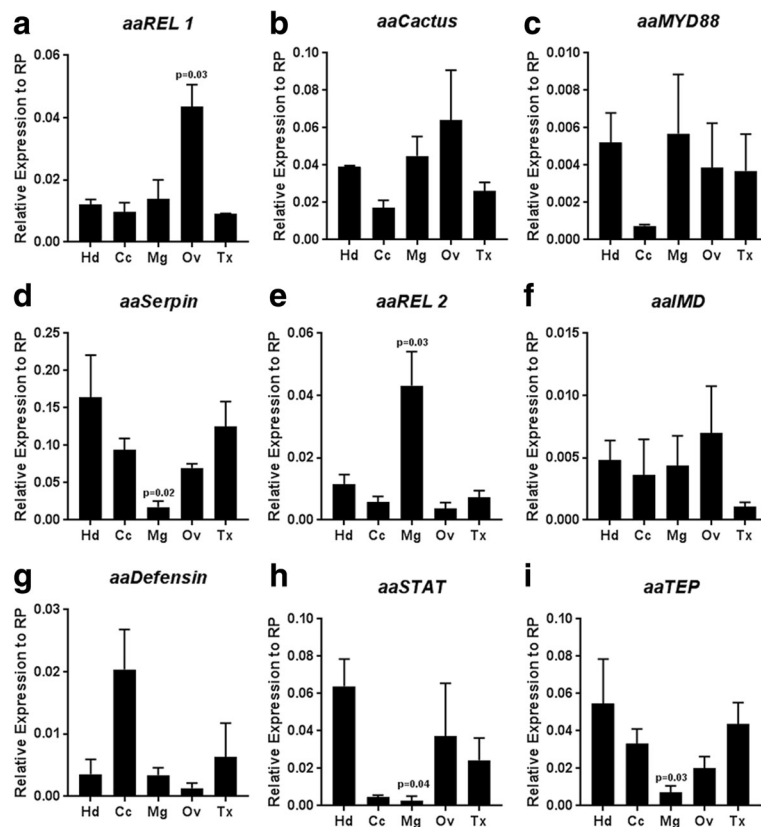 a aaREL 1
Relative Expression to RP
0.06
0.04
0.02
0.00
p=0.03
Hd Cc Mg Ov Tx
b aaCactus
Relative Expression to RP
0.10
0.08
0.06
0.04
0.02
0.00
Hd Cc Mg Ov Tx
c aaMYD88
Relative Expression to RP
0.010
0.008
0.006
0.004
0.002
0.000
Hd Cc Mg Ov Tx
d aaSerpin
Relative Expression to RP
0.25
0.20
0.15
0.10
0.05
0.00
p=0.02
Hd Cc Mg Ov Tx
e aaREL 2
Relative Expression to RP
0.06
0.04
0.02
0.00
p=0.03
Hd Cc Mg Ov Tx
f aaIMD
Relative Expression to RP
0.015
0.010
0.005
0.000
Hd Cc Mg Ov Tx
g aaDefensin
Relative Expression to RP
0.03
0.02
0.01
0.00
Hd Cc Mg Ov Tx
h aaSTAT
Relative Expression to RP
0.10
0.08
0.06
0.04
0.02
0.00
p=0.04
Hd Cc Mg Ov Tx
i aaTEP
Relative Expression to RP
0.10
0.08
0.06
0.04
0.02
0.00
p=0.03
Hd Cc Mg Ov Tx